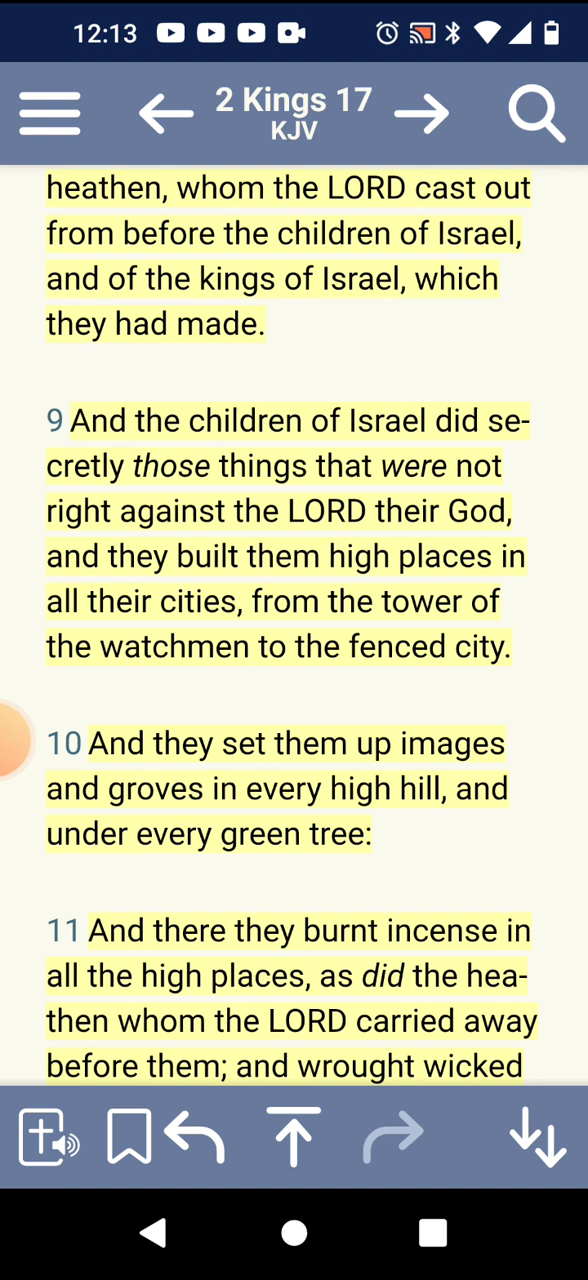 12:13
2 Kings 17
KJV
heathen, whom the LORD cast out
from before the children of Israel,
and of the kings of Israel, which
they had made.
9 And the children of Israel did se-
cretly those things that were not
right against the LORD their God,
and they built them high places in
all their cities, from the tower of
the watchmen to the fenced city.
10 And they set them up images
and groves in every high hill, and
under every green tree:
11 And there they burnt incense in
all the high places, as did the hea-
then whom the LORD carried away
before them; and wrought wicked